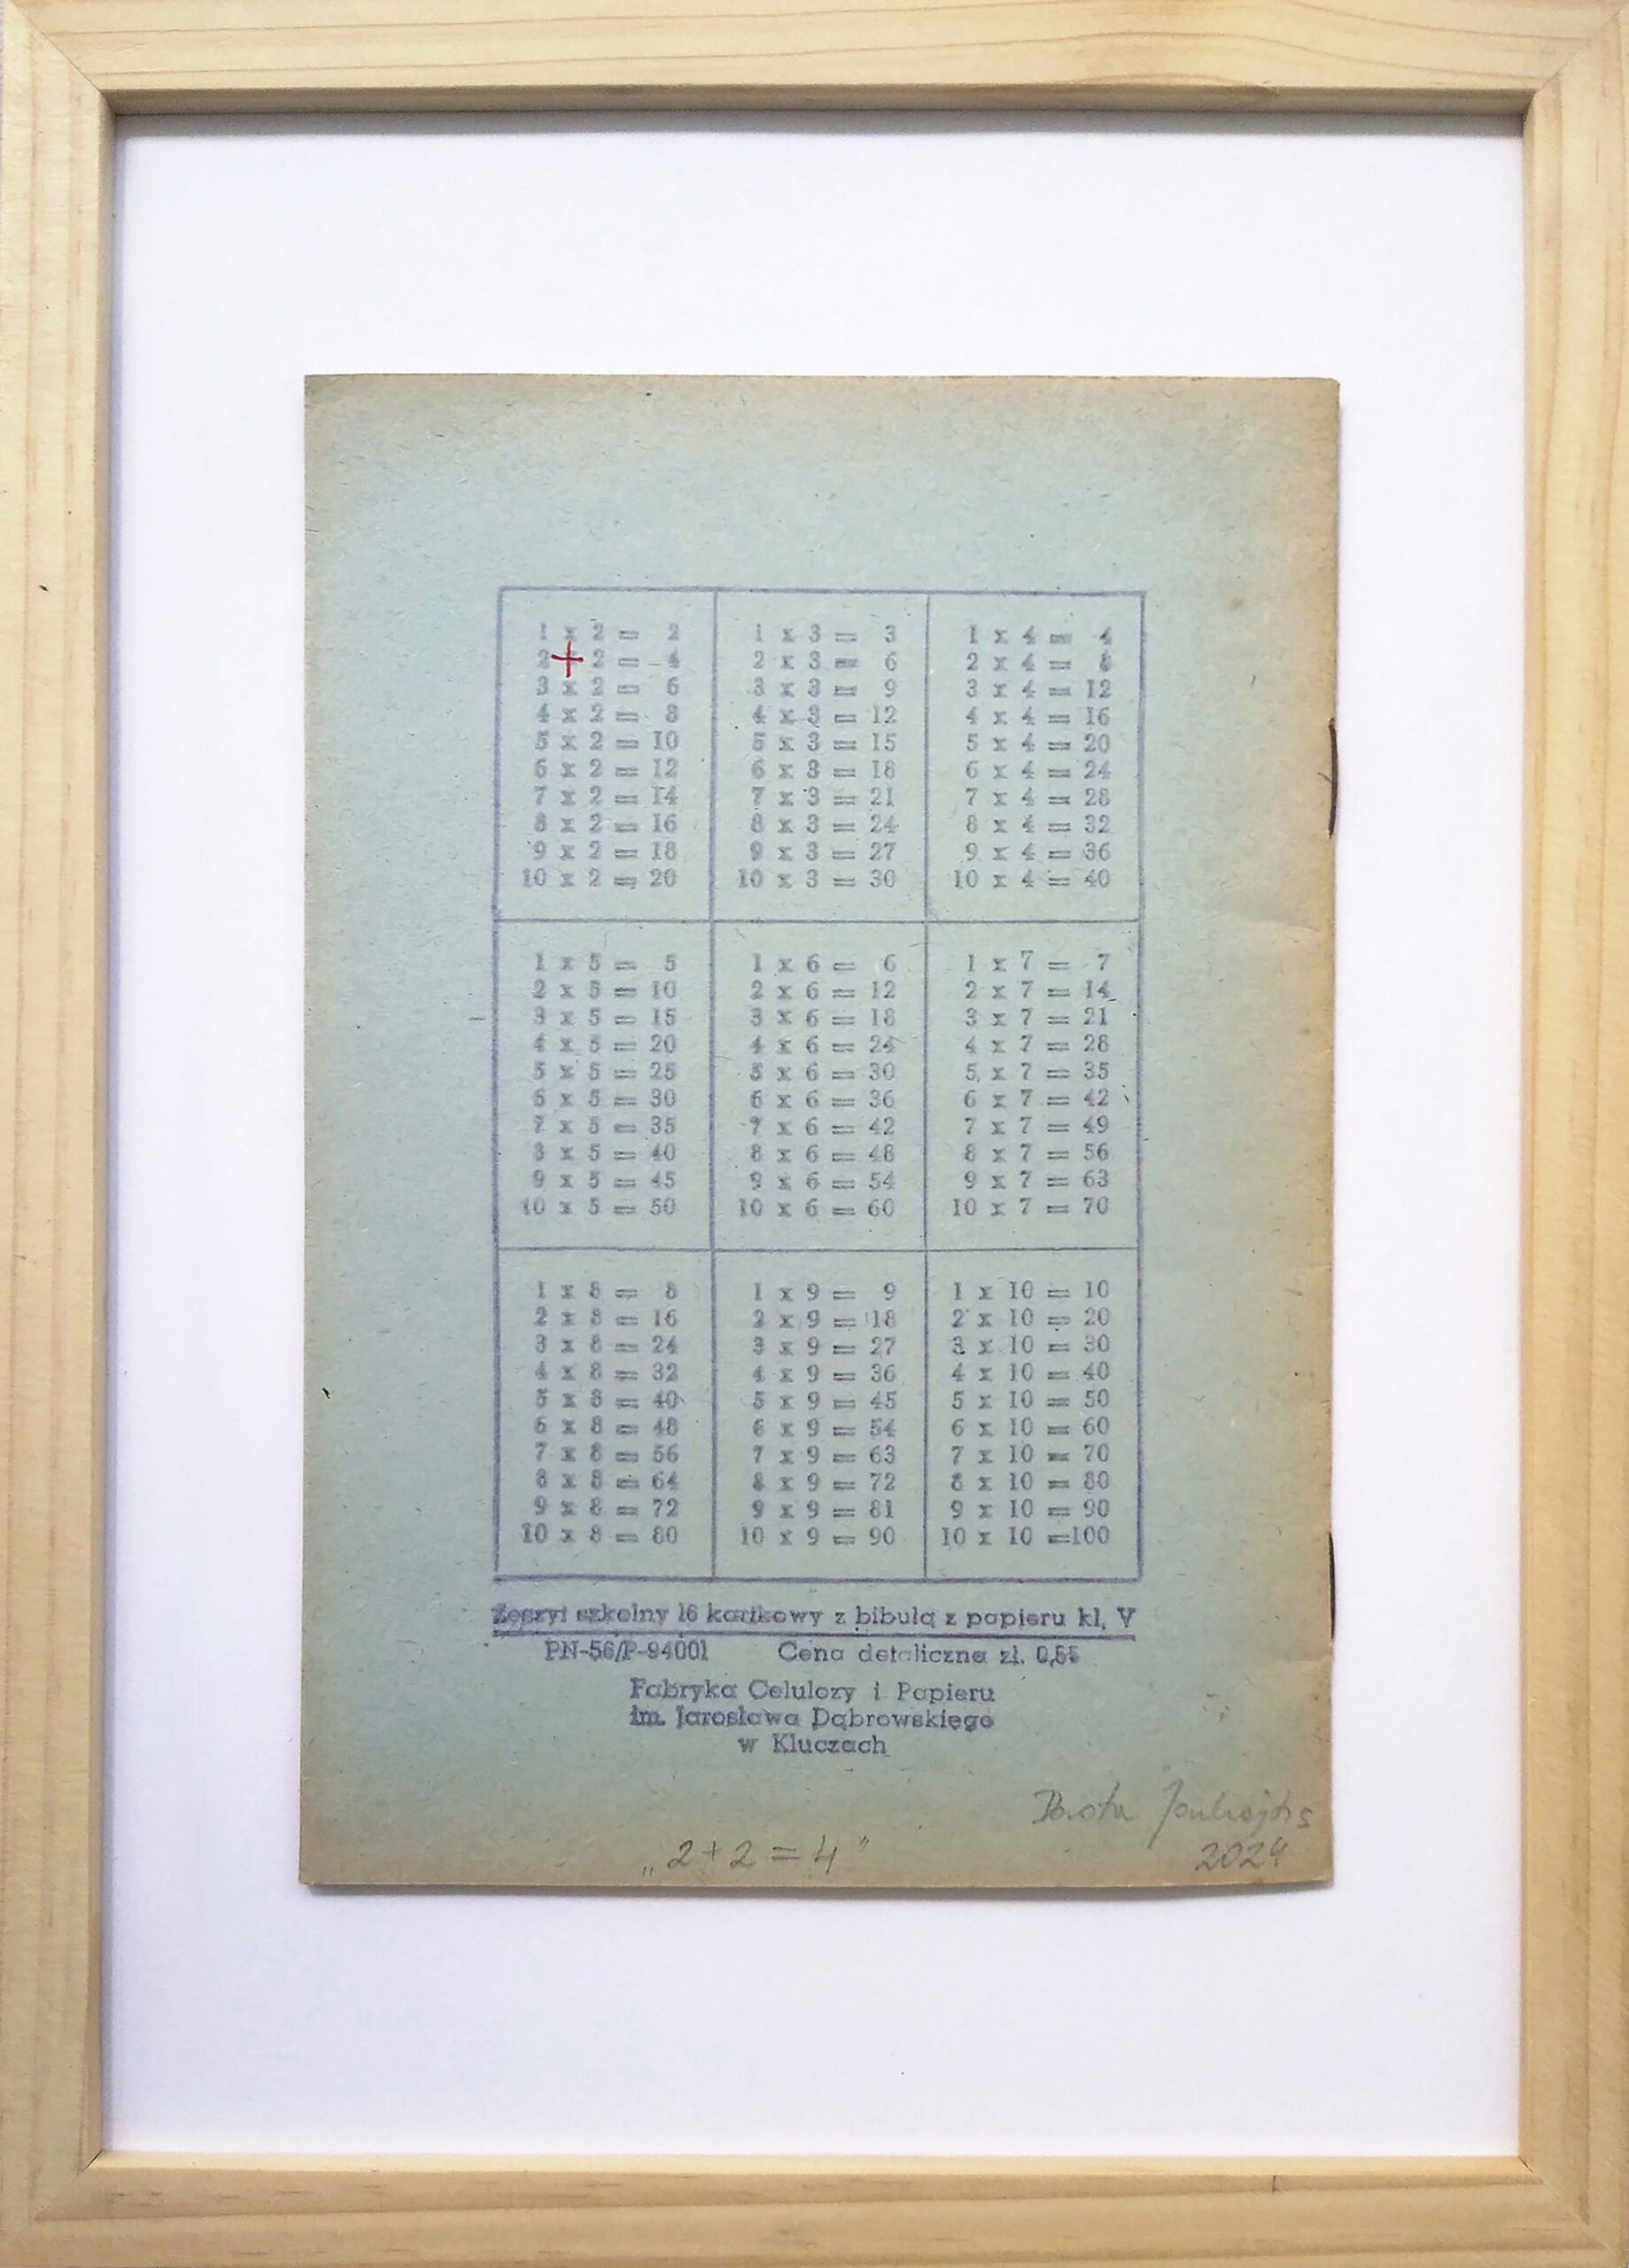 1 x 2 = 2
2 + 2 = 4
3 x 2 = 6
4 x 2 = 8
5 x 2 = 10
6 x 2 = 12
7 x 2 = 14
8 x 2 = 16
9 x 2 = 18
10 x 2 = 20
1 x 3 = 3
2 x 3 = 6
3 x 3 = 9
4 x 3 = 12
5 x 3 = 15
6 x 3 = 18
7 x 3 = 21
8 x 3 = 24
9 x 3 = 27
10 x 3 = 30
1 x 4 = 4
2 x 4 = 8
3 x 4 = 12
4 x 4 = 16
5 x 4 = 20
6 x 4 = 24
7 x 4 = 28
8 x 4 = 32
9 x 4 = 36
10 x 4 = 40
1 x 5 = 5
2 x 5 = 10
3 x 5 = 15
4 x 5 = 20
5 x 5 = 25
6 x 5 = 30
7 x 5 = 35
8 x 5 = 40
9 x 5 = 45
10 x 5 = 50
1 x 6 = 6
2 x 6 = 12
3 x 6 = 18
4 x 6 = 24
5 x 6 = 30
6 x 6 = 36
7 x 6 = 42
8 x 6 = 48
9 x 6 = 54
10 x 6 = 60
1 x 7 = 7
2 x 7 = 14
3 x 7 = 21
4 x 7 = 28
5 x 7 = 35
6 x 7 = 42
7 x 7 = 49
8 x 7 = 56
9 x 7 = 63
10 x 7 = 70
1 x 8 = 8
2 x 8 = 16
3 x 8 = 24
4 x 8 = 32
5 x 8 = 40
6 x 8 = 48
7 x 8 = 56
8 x 8 = 64
9 x 8 = 72
10 x 8 = 80
1 x 9 = 9
2 x 9 = 18
3 x 9 = 27
4 x 9 = 36
5 x 9 = 45
6 x 9 = 54
7 x 9 = 63
8 x 9 = 72
9 x 9 = 81
10 x 9 = 90
1 x 10 = 10
2 x 10 = 20
3 x 10 = 30
4 x 10 = 40
5 x 10 = 50
6 x 10 = 60
7 x 10 = 70
8 x 10 = 80
9 x 10 = 90
10 x 10 =100
Zeszyt szkolny 16 kartkowy z bibułą z papieru kl. V
PN-56/P-94001 Cena detaliczna zł. 0,55
Fabryka Celulozy i Papieru
im. Jarosława Dąbrowskiego
w Kluczach
„2+2=4”
2024